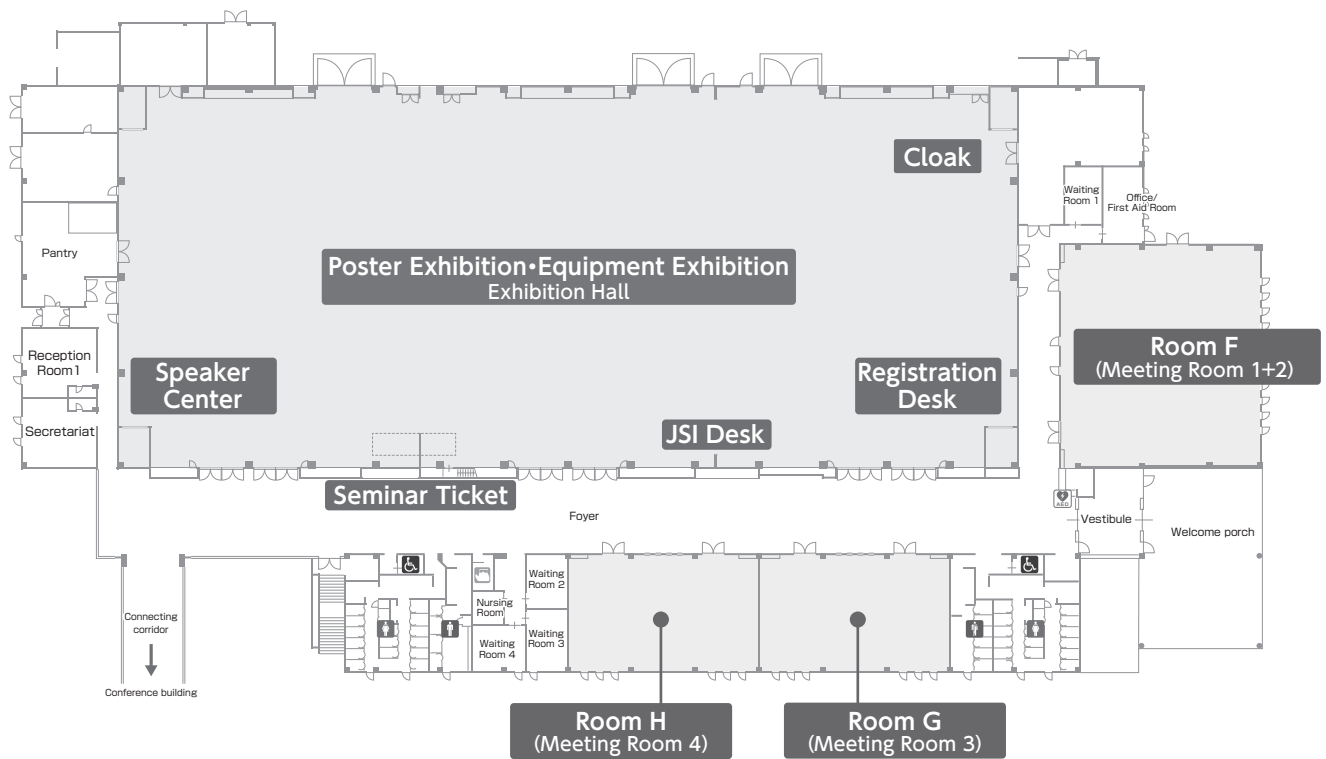 Cloak
Waiting
Room 1
Office/
First Aid Room
Pantry
Poster Exhibition•Equipment Exhibition
Exhibition Hall
Reception
Room1
Speaker
Center
Registration
Desk
Room F
(Meeting Room 1+2)
Secretariat
JSI Desk
Seminar Ticket
Foyer
AED
Vestibule
Welcome porch
Waiting
Room 2
Nursing
Room
Waiting
Room 3
Waiting
Room 4
Connecting
corridor
Conference building
Room H
(Meeting Room 4)
Room G
(Meeting Room 3)